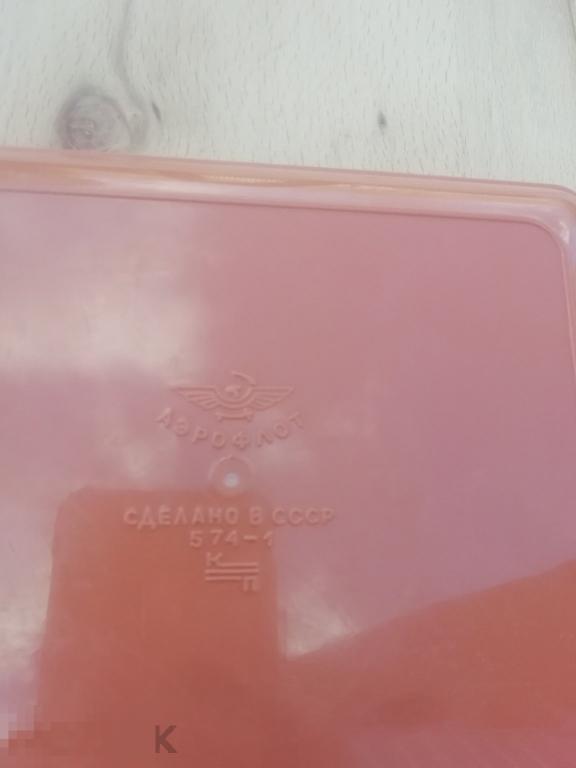 АЭРОФЛОТ
СДЕЛАНО В СССР
574-1
К
П
К